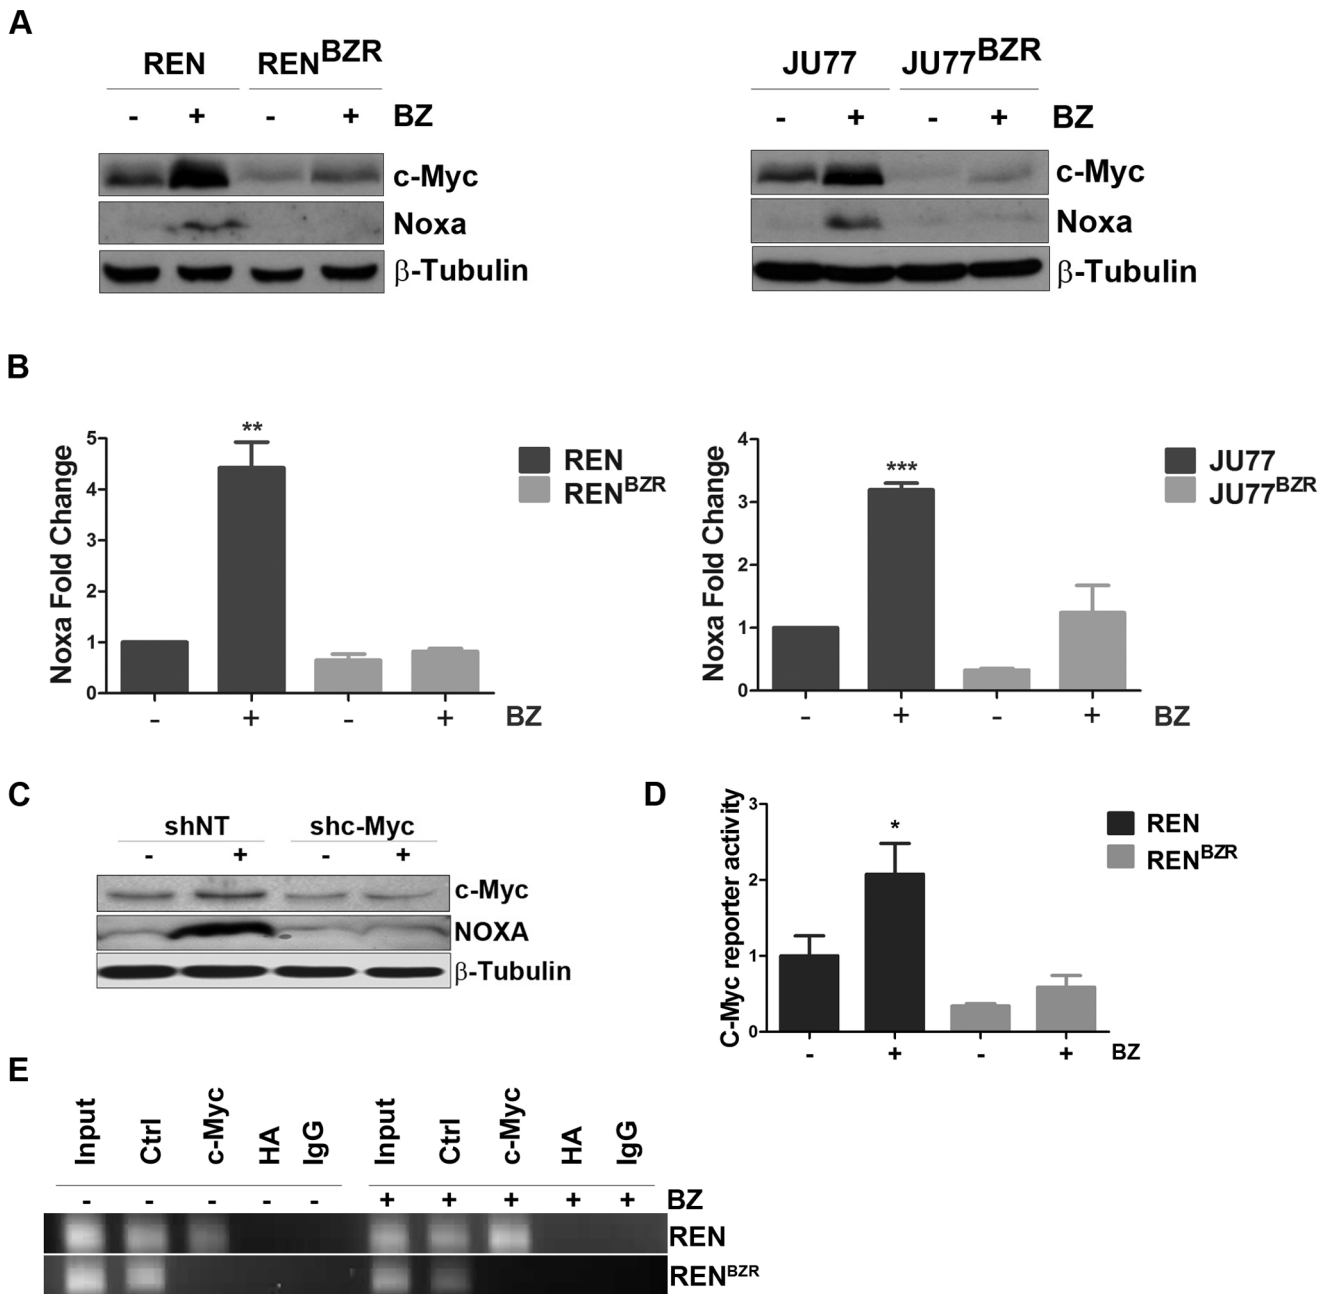 A
REN REN^BZR
- + - + BZ
c-Myc
Noxa
β-Tubulin
JU77 JU77^BZR
- + - + BZ
c-Myc
Noxa
β-Tubulin
B
Noxa Fold Change
5
4
3
2
1
0
**
- + - + BZ
REN
REN^BZR
Noxa Fold Change
4
3
2
1
0
***
- + - + BZ
JU77
JU77^BZR
C
shNT shc-Myc
- + - +
c-Myc
NOXA
β-Tubulin
D
C-Myc reporter activity
3
2
1
0
*
- + - + BZ
REN
REN^BZR
E
Input Ctrl c-Myc HA IgG Input Ctrl c-Myc HA IgG
- - - - - + + + + + BZ
REN
REN^BZR